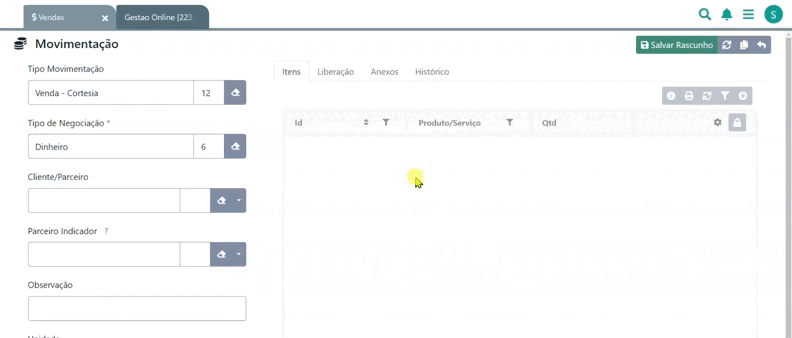 $ Vendas x
Gestao Online [223
S
Movimentação
Salvar Rascunho
Tipo Movimentação
Venda - Cortesia 12
Tipo de Negociação *
Dinheiro 6
Cliente/Parceiro
Parceiro Indicador ?
Observação
Unidade
Itens Liberação Anexos Histórico
Id Produto/Serviço Qtd